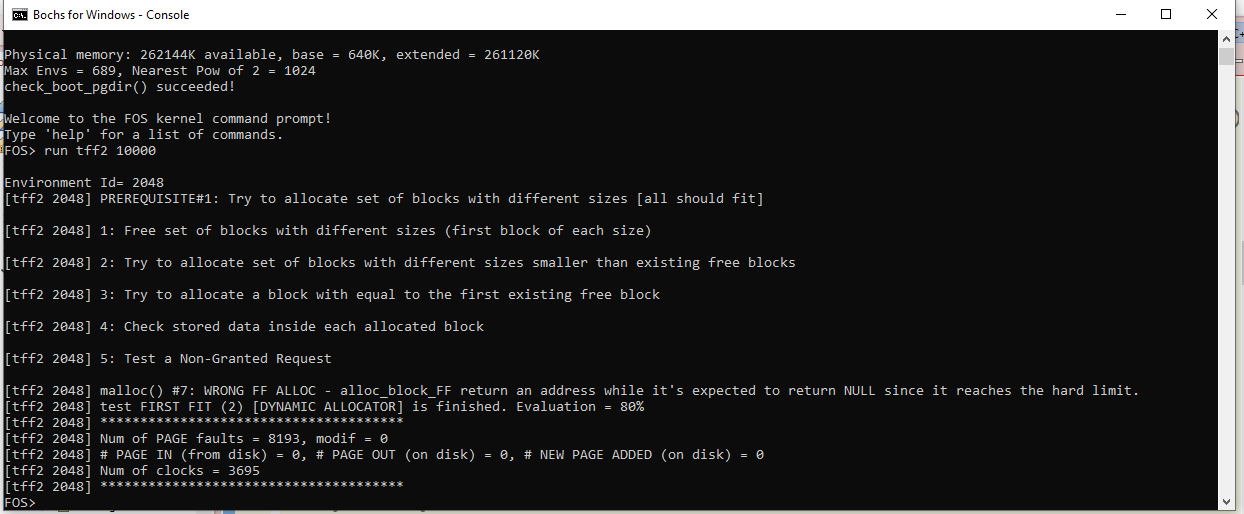 Bochs for Windows - Console
Physical memory: 262144K available, base = 640K, extended = 261120K
Max Envs = 689, Nearest Pow of 2 = 1024
check_boot_pgdir() succeeded!
Welcome to the FOS kernel command prompt!
Type 'help' for a list of commands.
FOS> run tff2 10000
Environment Id= 2048
[tff2 2048] PREREQUISITE#1: Try to allocate set of blocks with different sizes [all should fit]
[tff2 2048] 1: Free set of blocks with different sizes (first block of each size)
[tff2 2048] 2: Try to allocate set of blocks with different sizes smaller than existing free blocks
[tff2 2048] 3: Try to allocate a block with equal to the first existing free block
[tff2 2048] 4: Check stored data inside each allocated block
[tff2 2048] 5: Test a Non-Granted Request
[tff2 2048] malloc() #7: WRONG FF ALLOC - alloc_block_FF return an address while it's expected to return NULL since it reaches the hard limit.
[tff2 2048] test FIRST FIT (2) [DYNAMIC ALLOCATOR] is finished. Evaluation = 80%
[tff2 2048] **************************************
[tff2 2048] Num of PAGE faults = 8193, modif = 0
[tff2 2048] # PAGE IN (from disk) = 0, # PAGE OUT (on disk) = 0, # NEW PAGE ADDED (on disk) = 0
[tff2 2048] Num of clocks = 3695
[tff2 2048] **************************************
FOS>